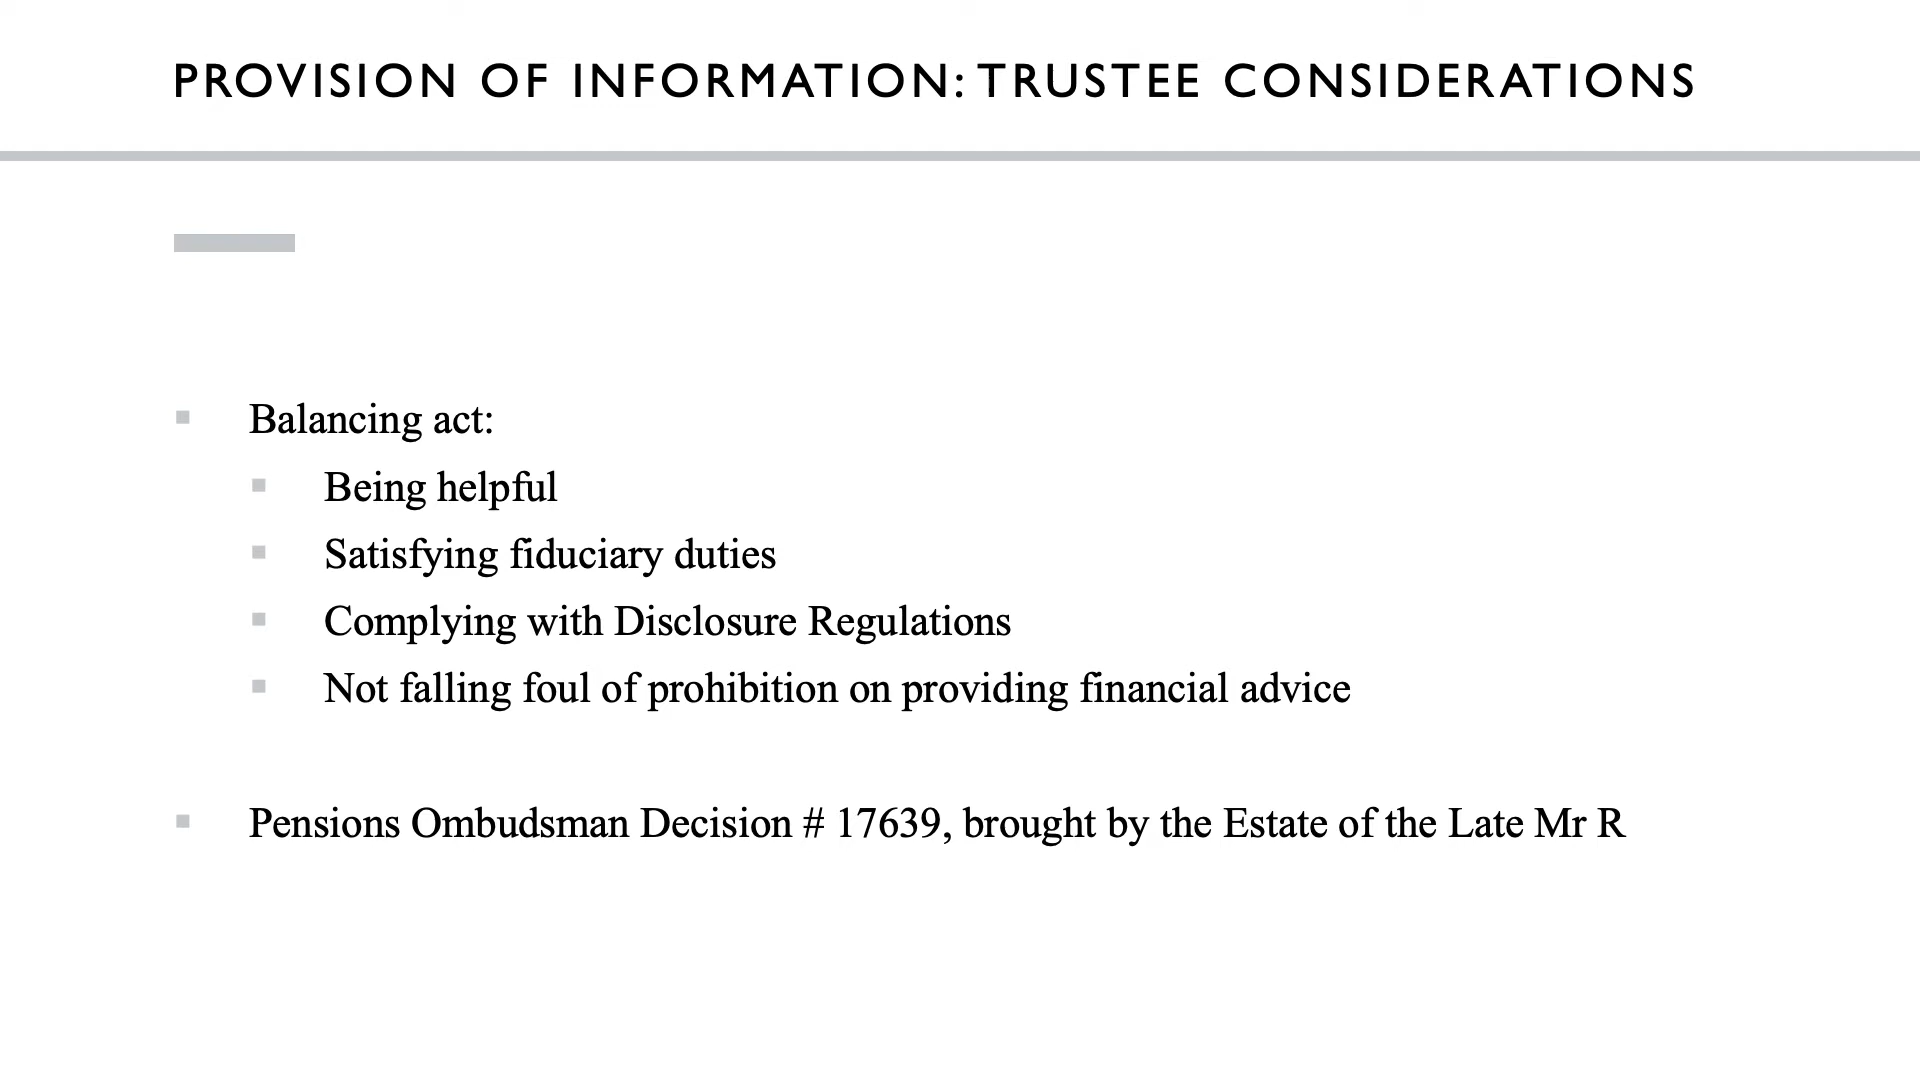 PROVISION OF INFORMATION: TRUSTEE CONSIDERATIONS
Balancing act:
Being helpful
Satisfying fiduciary duties
Complying with Disclosure Regulations
Not falling foul of prohibition on providing financial advice
Pensions Ombudsman Decision # 17639, brought by the Estate of the Late Mr R